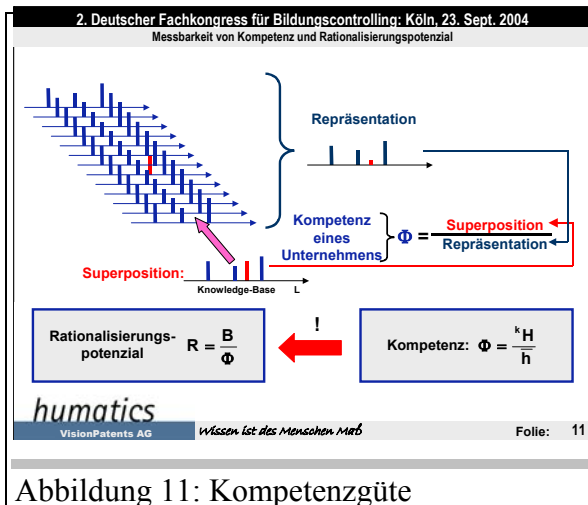 2. Deutscher Fachkongress für Bildungscontrolling: Köln, 23. Sept. 2004
Messbarkeit von Kompetenz und Rationalisierungspotenzial
Repräsentation
Kompetenz
eines
Unternehmens
Φ = Superposition
Repräsentation
Superposition:
Knowledge-Base L
Rationalisierungs-
potenzial R = B
Φ
!
Kompetenz: Φ = ᵏH
h̅
humatics
VisionPatents AG
Wissen ist des Menschen Maß
Folie: 11
Abbildung 11: Kompetenzgüte